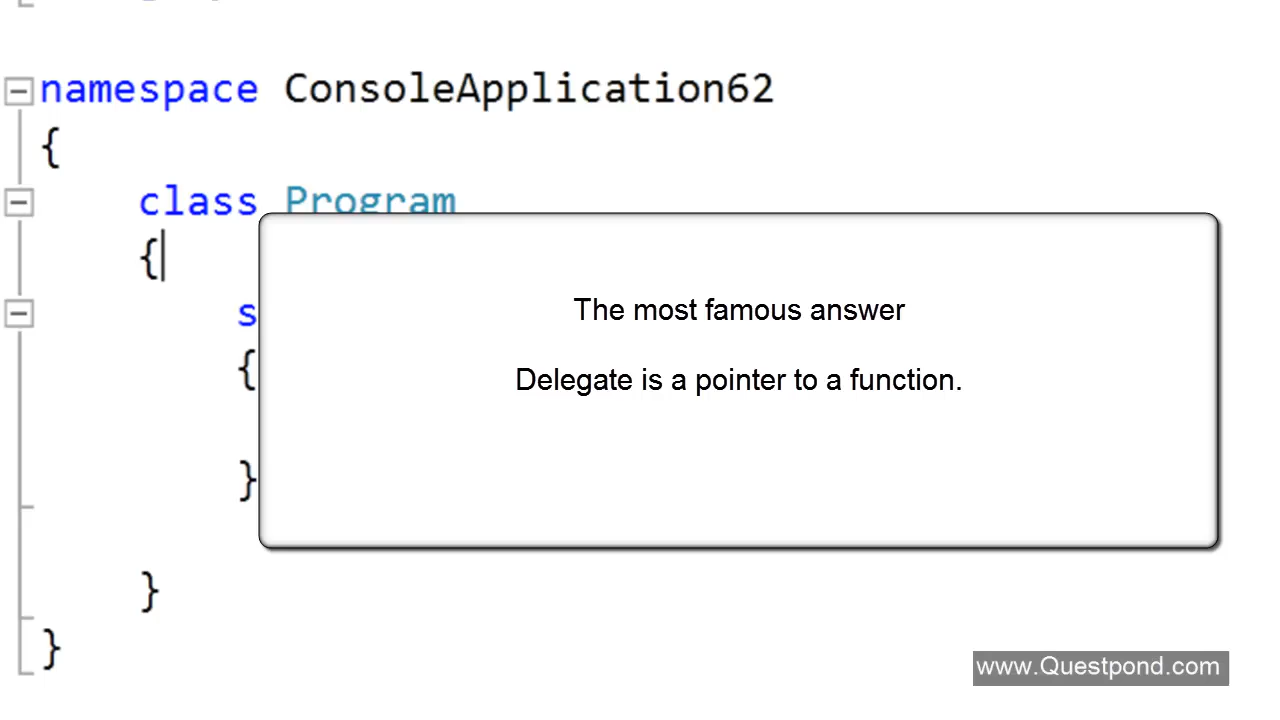 namespace ConsoleApplication62
{
class Program
{
s
{
The most famous answer
Delegate is a pointer to a function.
}
}
}
www.Questpond.com